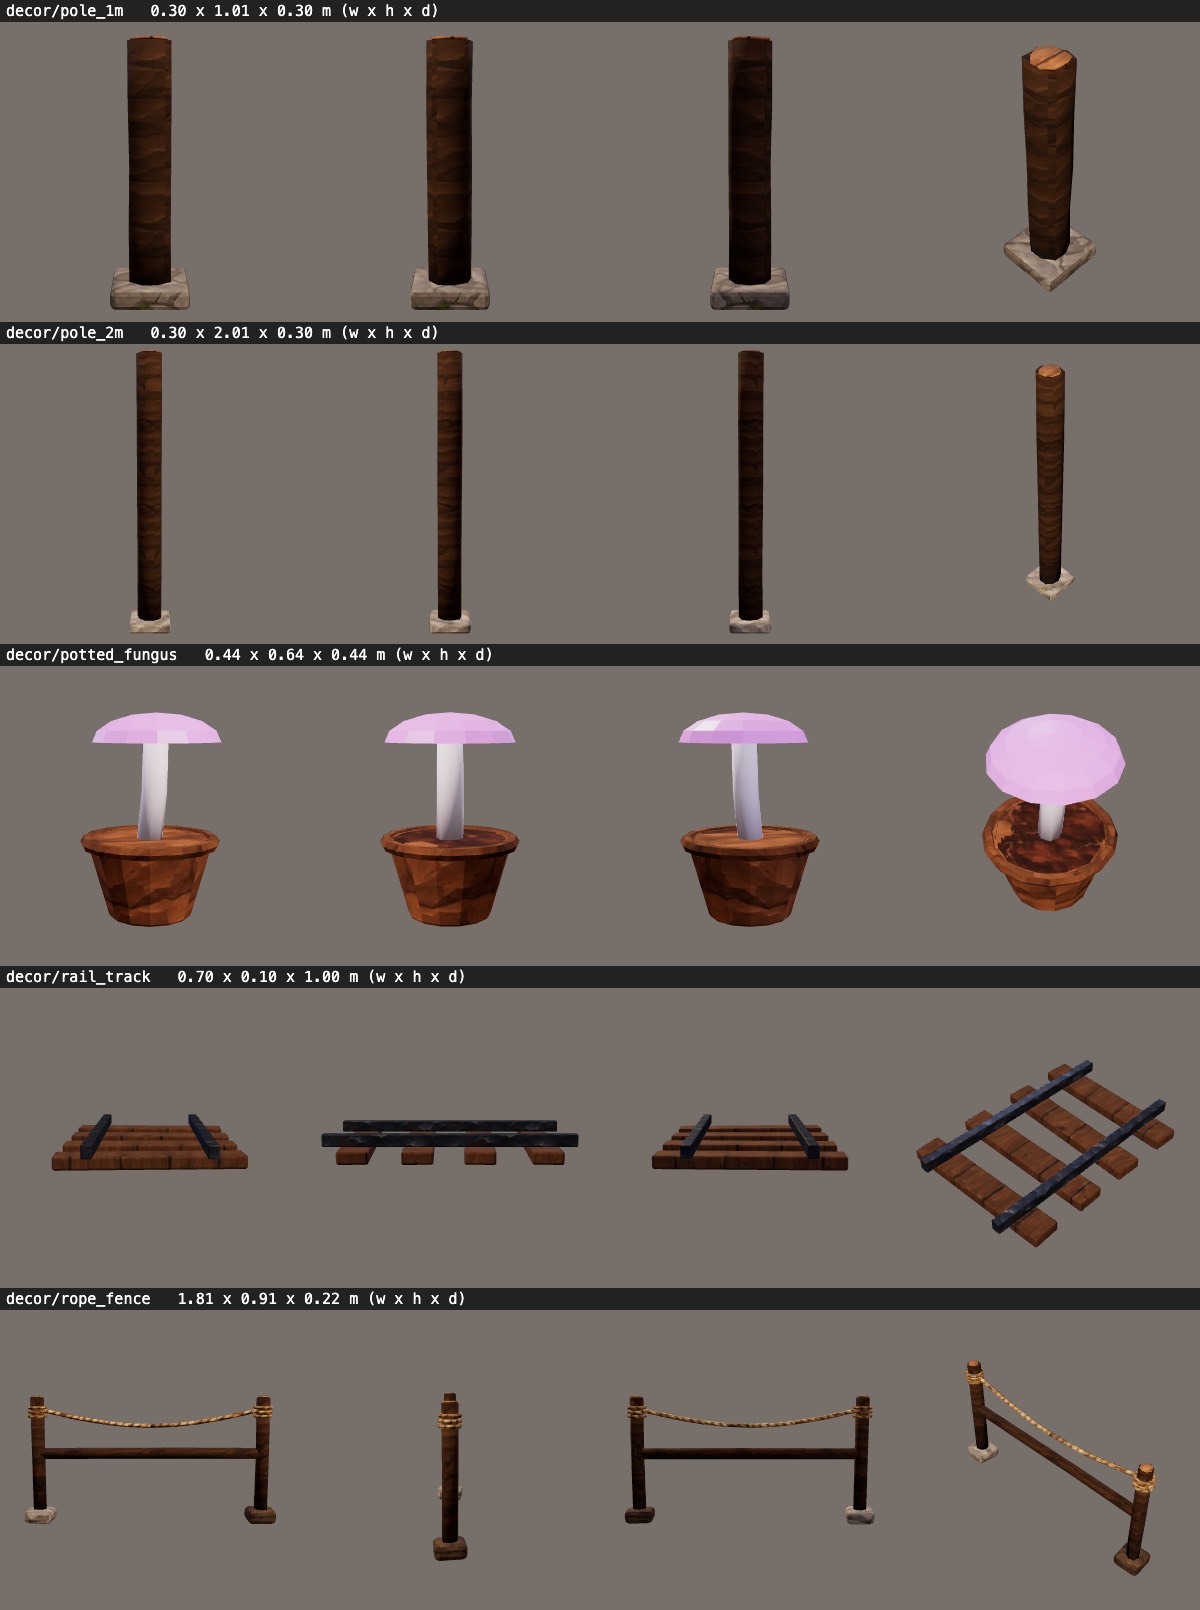 decor/pole_1m   0.30 x 1.01 x 0.30 m (w x h x d)
decor/pole_2m   0.30 x 2.01 x 0.30 m (w x h x d)
decor/potted_fungus   0.44 x 0.64 x 0.44 m (w x h x d)
decor/rail_track   0.70 x 0.10 x 1.00 m (w x h x d)
decor/rope_fence   1.81 x 0.91 x 0.22 m (w x h x d)